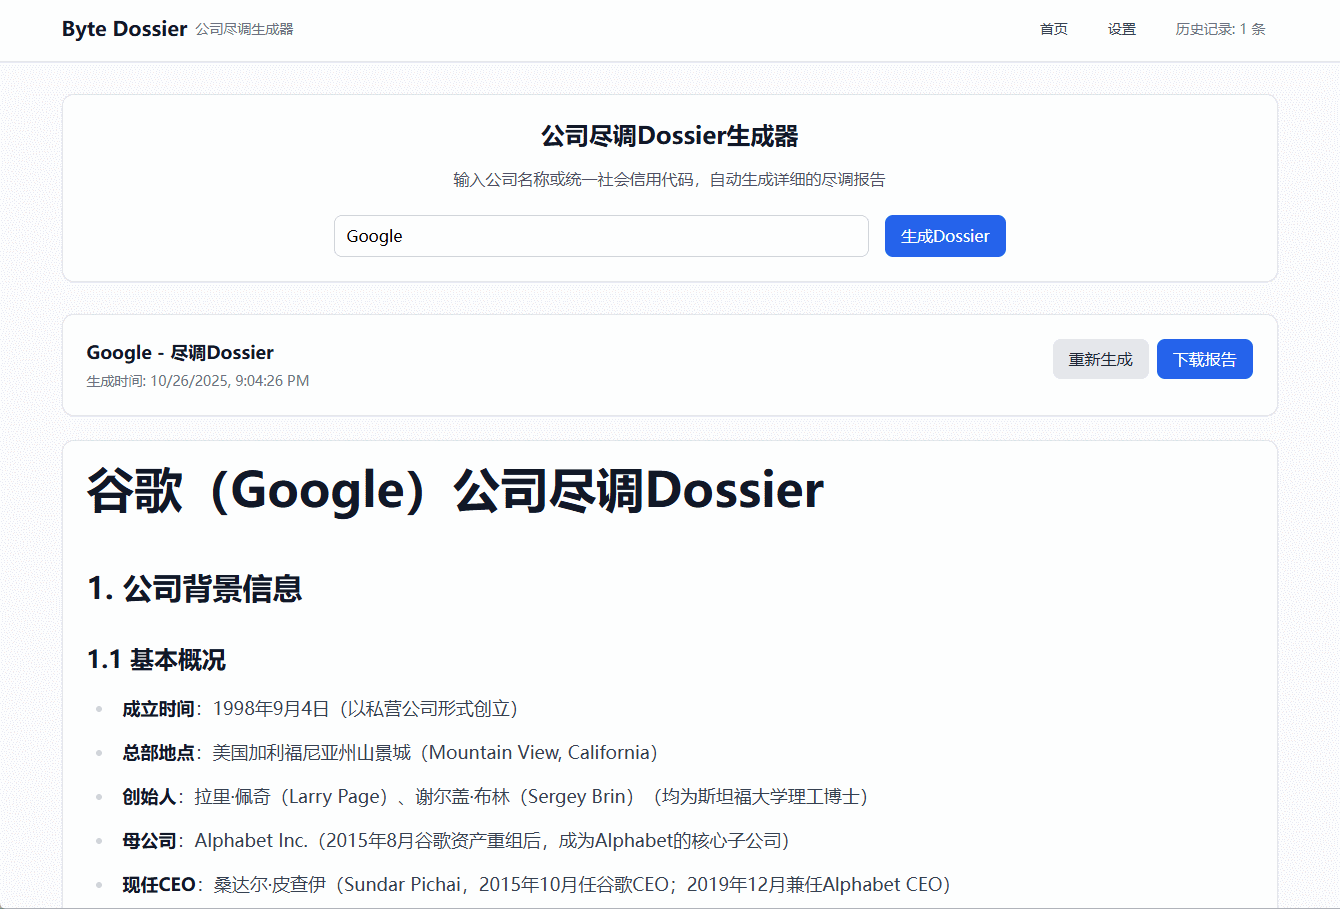 Byte Dossier 公司尽调生成器 首页 设置 历史记录: 1 条
公司尽调Dossier生成器
输入公司名称或统一社会信用代码，自动生成详细的尽调报告
Google 生成Dossier
Google - 尽调Dossier
生成时间: 10/26/2025, 9:04:26 PM
重新生成 下载报告
谷歌（Google）公司尽调Dossier
1. 公司背景信息
1.1 基本概况
成立时间：1998年9月4日（以私营公司形式创立）
总部地点：美国加利福尼亚州山景城（Mountain View, California）
创始人：拉里·佩奇（Larry Page）、谢尔盖·布林（Sergey Brin）（均为斯坦福大学理工博士）
母公司：Alphabet Inc.（2015年8月谷歌资产重组后，成为Alphabet的核心子公司）
现任CEO：桑达尔·皮查伊（Sundar Pichai，2015年10月任谷歌CEO；2019年12月兼任Alphabet CEO）